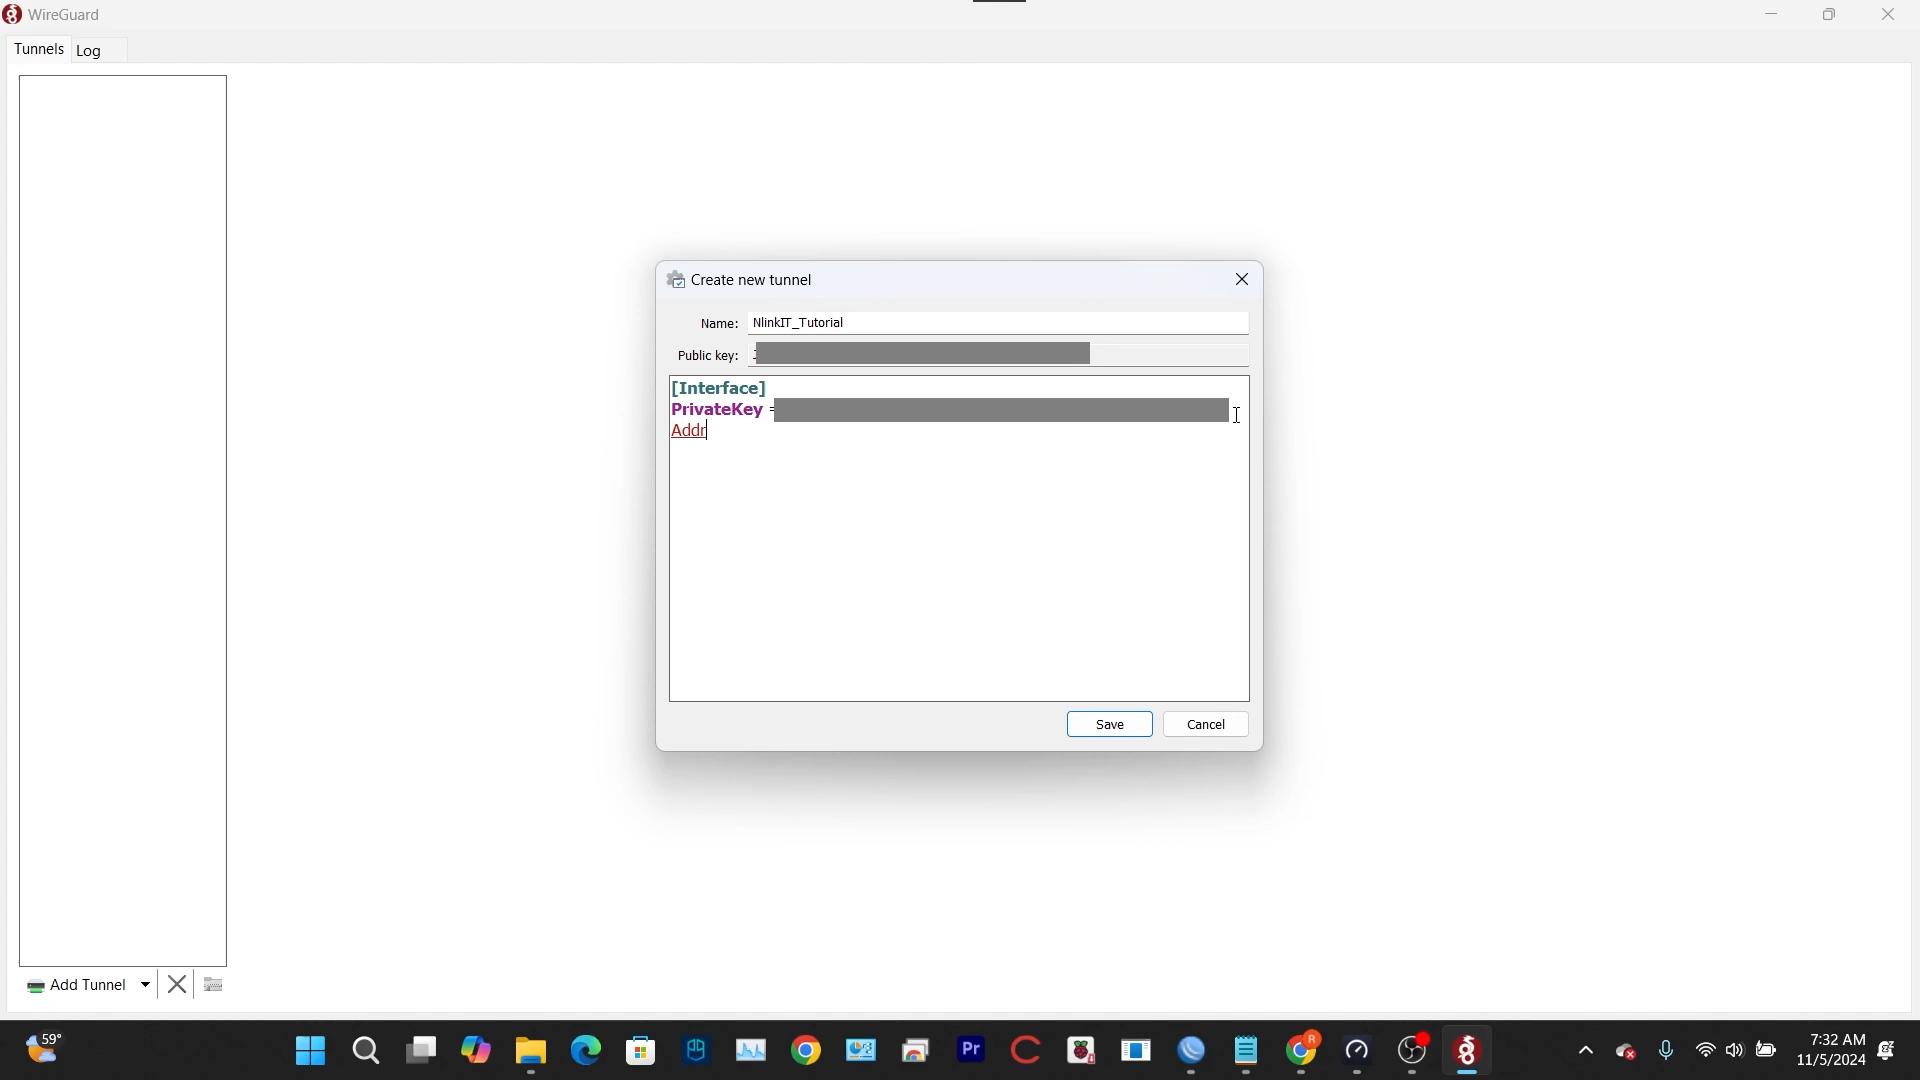 WireGuard
Tunnels Log
Create new tunnel
Name: NlinkIT_Tutorial
Public key:
[Interface]
PrivateKey =
Addr
Save Cancel
Add Tunnel
59°
Pr
R
7:32 AM
11/5/2024